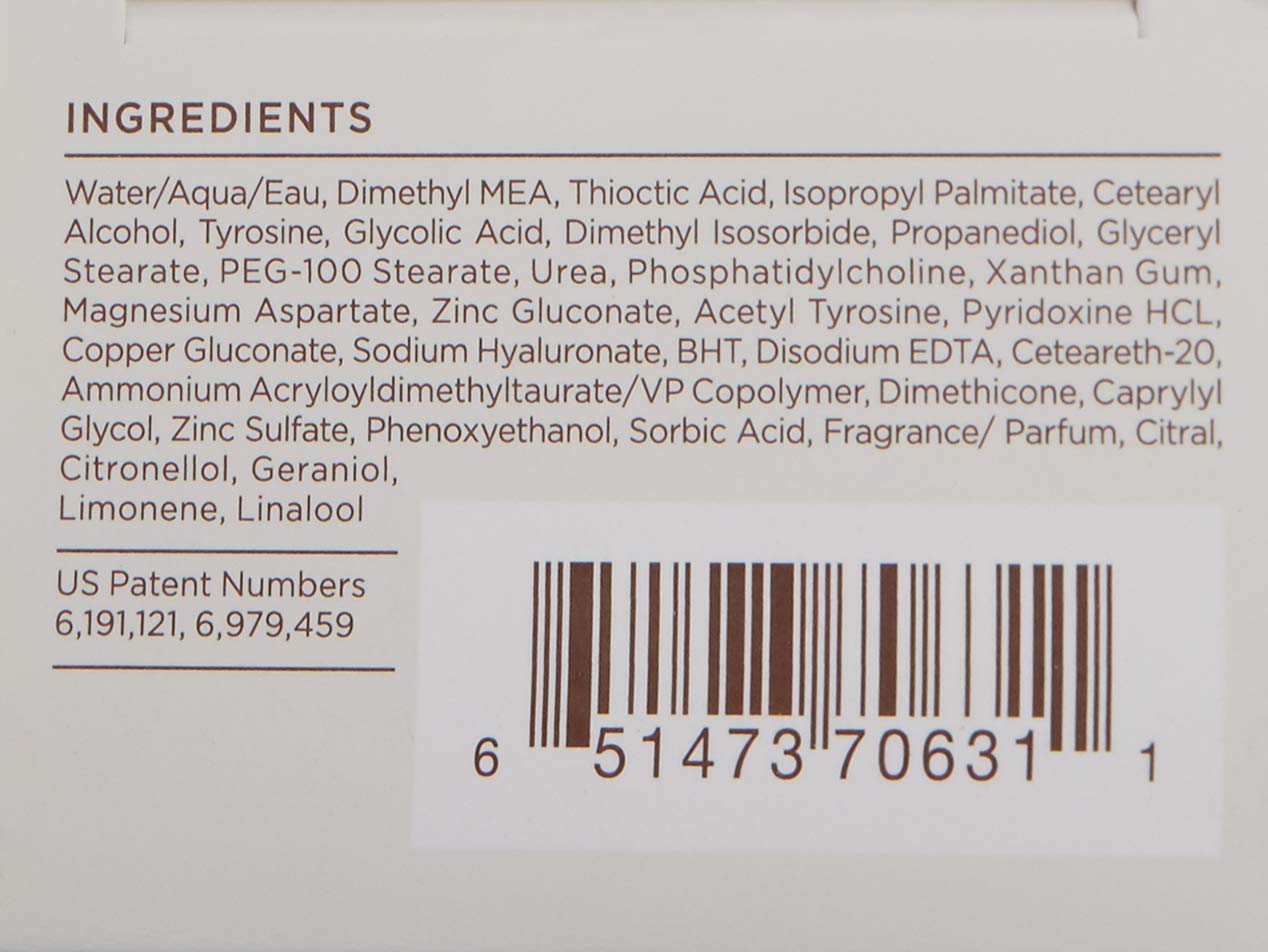 INGREDIENTS
Water/Aqua/Eau, Dimethyl MEA, Thioctic Acid, Isopropyl Palmitate, Cetearyl
Alcohol, Tyrosine, Glycolic Acid, Dimethyl Isosorbide, Propanediol, Glyceryl
Stearate, PEG-100 Stearate, Urea, Phosphatidylcholine, Xanthan Gum,
Magnesium Aspartate, Zinc Gluconate, Acetyl Tyrosine, Pyridoxine HCL,
Copper Gluconate, Sodium Hyaluronate, BHT, Disodium EDTA, Ceteareth-20,
Ammonium Acryloyldimethyltaurate/VP Copolymer, Dimethicone, Caprylyl
Glycol, Zinc Sulfate, Phenoxyethanol, Sorbic Acid, Fragrance/ Parfum, Citral,
Citronellol, Geraniol,
Limonene, Linalool
US Patent Numbers
6,191,121, 6,979,459
6 51473 70631 1